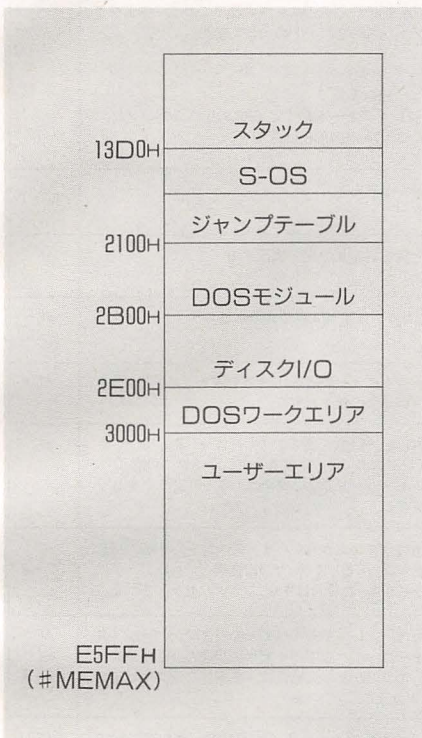 スタック
13D0H
S-OS
ジャンプテーブル
2100H
DOSモジュール
2B00H
ディスクI/O
2E00H
DOSワークエリア
3000H
ユーザーエリア
E5FFH
(#MEMAX)